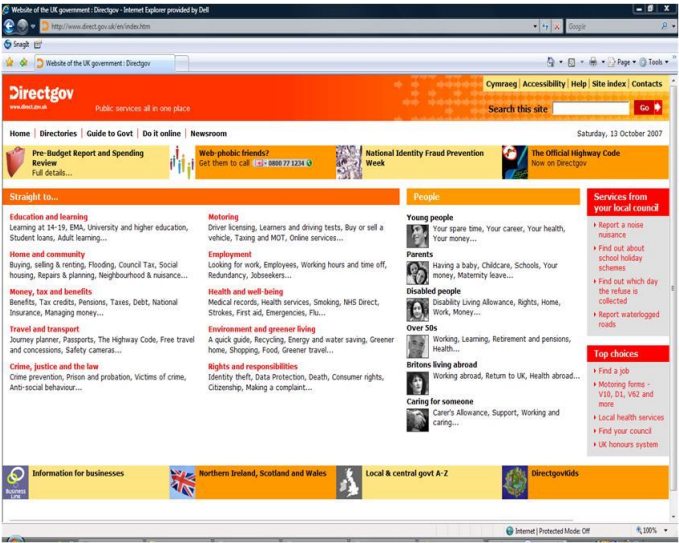 Website of the UK government : Directgov - Internet Explorer provided by Dell
http://www.direct.gov.uk/en/index.htm
Google
SnagIt
Website of the UK government : Directgov
Page
Tools
Directgov
www.direct.gov.uk
Public services all in one place
Cymraeg | Accessibility | Help | Site index | Contacts
Search this site
Go
Home | Directories | Guide to Govt | Do it online | Newsroom
Saturday, 13 October 2007
Pre-Budget Report and Spending
Review
Full details...
Web-phobic friends?
Get them to call 0800 77 1234
National Identity Fraud Prevention
Week
The Official Highway Code
Now on Directgov
Straight to...
Education and learning
Learning at 14-19, EMA, University and higher education,
Student loans, Adult learning...
Home and community
Buying, selling & renting, Flooding, Council Tax, Social
housing, Repairs & planning, Neighbourhood & nuisance...
Money, tax and benefits
Benefits, Tax credits, Pensions, Taxes, Debt, National
Insurance, Managing money...
Travel and transport
Journey planner, Passports, The Highway Code, Free travel
and concessions, Safety cameras...
Crime, justice and the law
Crime prevention, Prison and probation, Victims of crime,
Anti-social behaviour...
Motoring
Driver licensing, Learners and driving tests, Buy or sell a
vehicle, Taxing and MOT, Online services...
Employment
Looking for work, Employees, Working hours and time off,
Redundancy, Jobseekers...
Health and well-being
Medical records, Health services, Smoking, NHS Direct,
Strokes, First aid, Emergencies, Flu...
Environment and greener living
A quick guide, Recycling, Energy and water saving, Greener
home, Shopping, Food, Greener travel...
Rights and responsibilities
Identity theft, Data Protection, Death, Consumer rights,
Citizenship, Making a complaint...
People
Young people
Your spare time, Your career, Your health,
Your money...
Parents
Having a baby, Childcare, Schools, Your
money, Maternity leave...
Disabled people
Disability Living Allowance, Rights, Home,
Work, Money...
Over 50s
Working, Learning, Retirement and pensions,
Health...
Britons living abroad
Working abroad, Return to UK, Health abroad...
Caring for someone
Carer's Allowance, Support, Working and
caring...
Services from
your local council
Report a noise
nuisance
Find out about
school holiday
schemes
Find out which day
the refuse is
collected
Report waterlogged
roads
Top choices
Find a job
Motoring forms -
V10, D1, V62 and
more
Local health services
Find your council
UK honours system
Business
Link
Information for businesses
Northern Ireland, Scotland and Wales
Local & central govt A-Z
DirectgovKids
Internet | Protected Mode: Off
100%